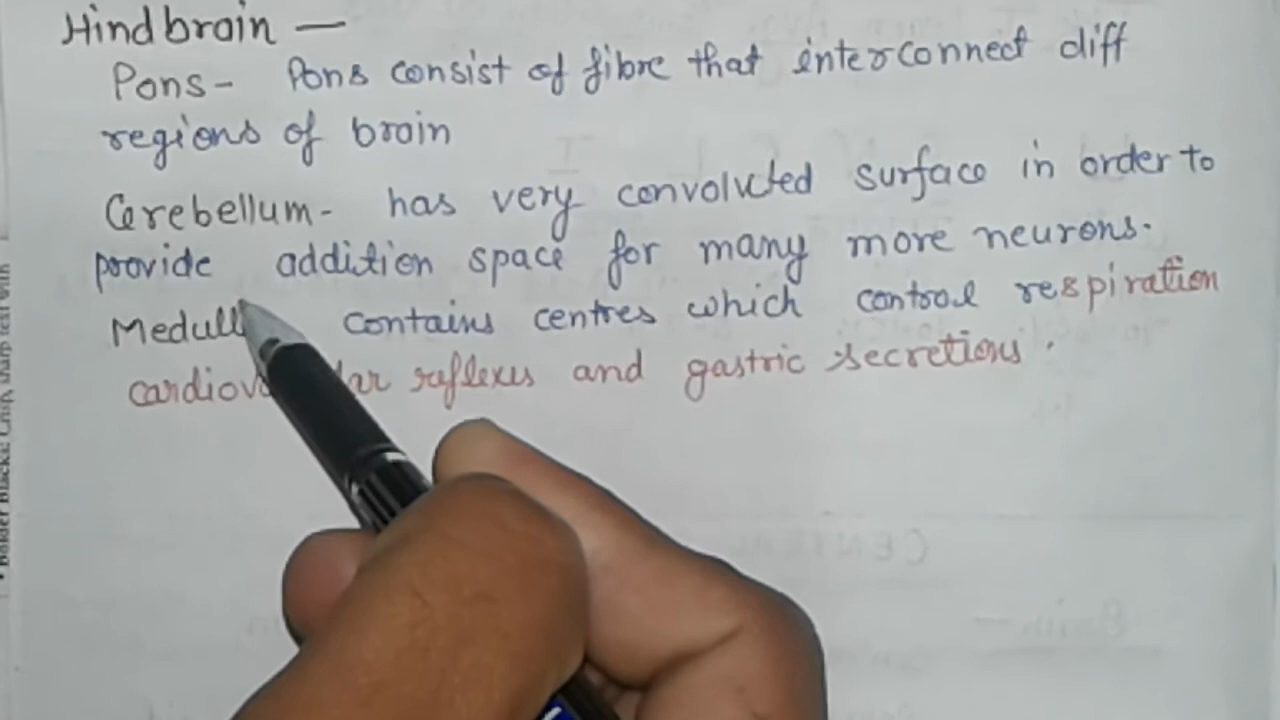 Hindbrain —
Pons- Pons consist of fibre that interconnect diff
regions of brain
Cerebellum- has very convoluted surface in order to
provide addition space for many more neurons.
contains centres which control respiration
reflexes and gastric secretions.